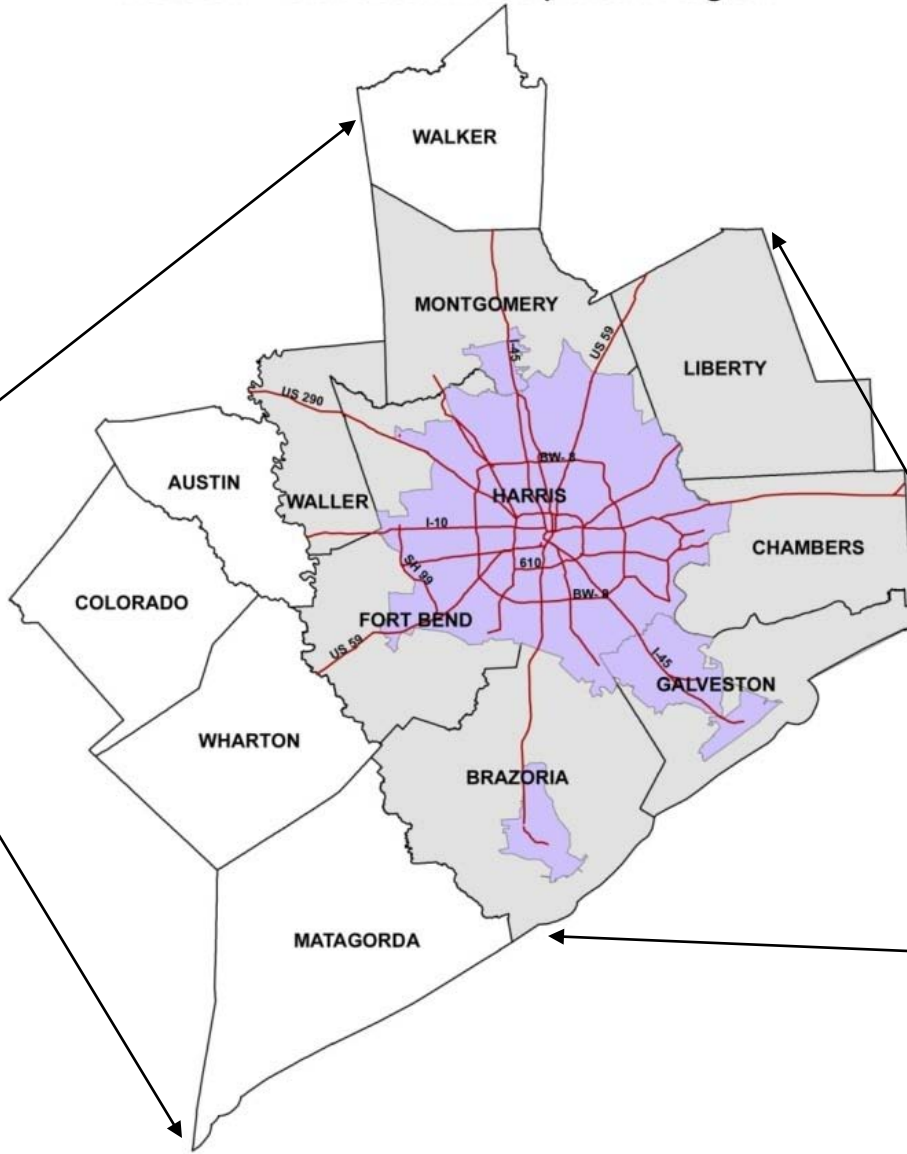 WALKER
MONTGOMERY
I-45
US 59
LIBERTY
US 290
AUSTIN
BW- 8
WALLER
HARRIS
I-10
CHAMBERS
610
SH 99
COLORADO
BW- 8
FORT BEND
US 59
I-45
GALVESTON
WHARTON
BRAZORIA
MATAGORDA